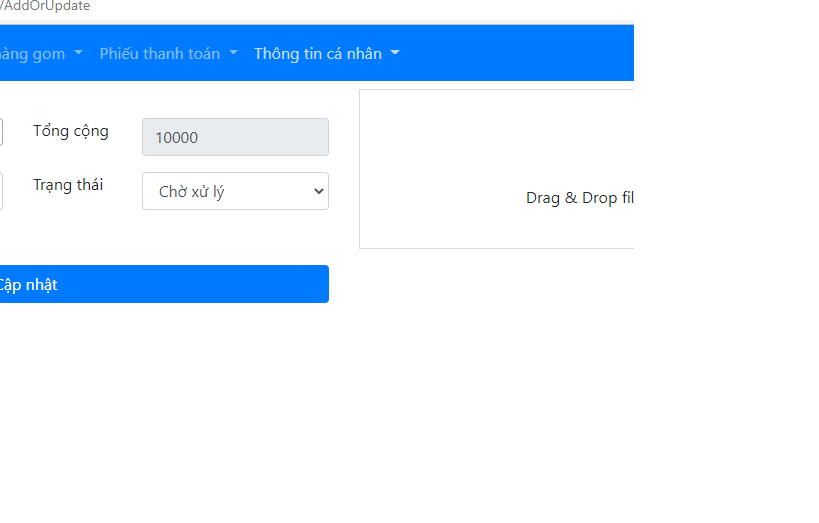 /AddOrUpdate
hàng gom Phiếu thanh toán Thông tin cá nhân
Tổng cộng 10000
Trạng thái Chờ xử lý
Drag & Drop fil
Cập nhật